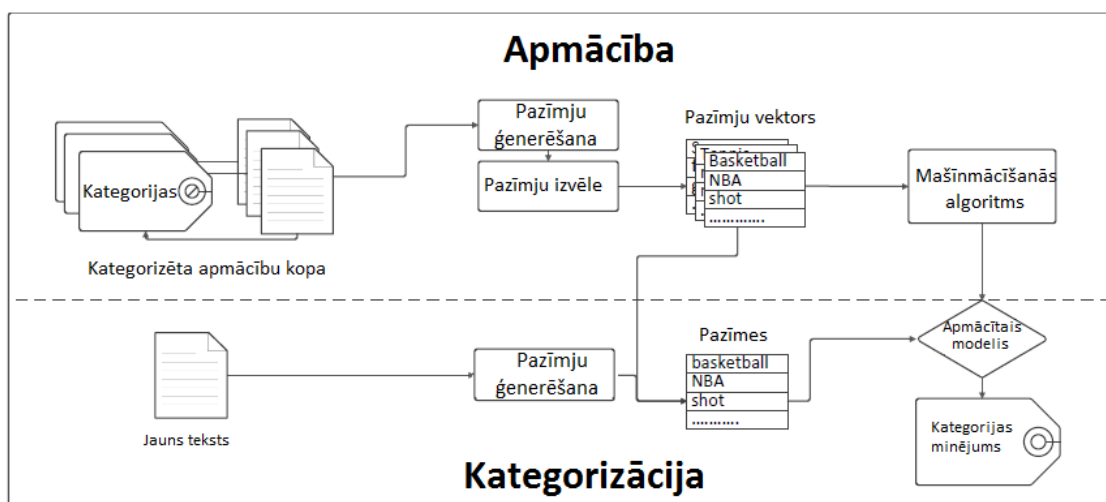 Apmācība
Kategorijas
Kategorizēta apmācību kopa
Pazīmju
ģenerēšana
Pazīmju izvēle
Pazīmju vektors
Tennis
Basketball
NBA
shot
………….
Mašīnmācīšanās
algoritms
Jauns teksts
Pazīmju
ģenerēšana
Pazīmes
basketball
NBA
shot
………..
Apmācītais
modelis
Kategorijas
minējums
Kategorizācija